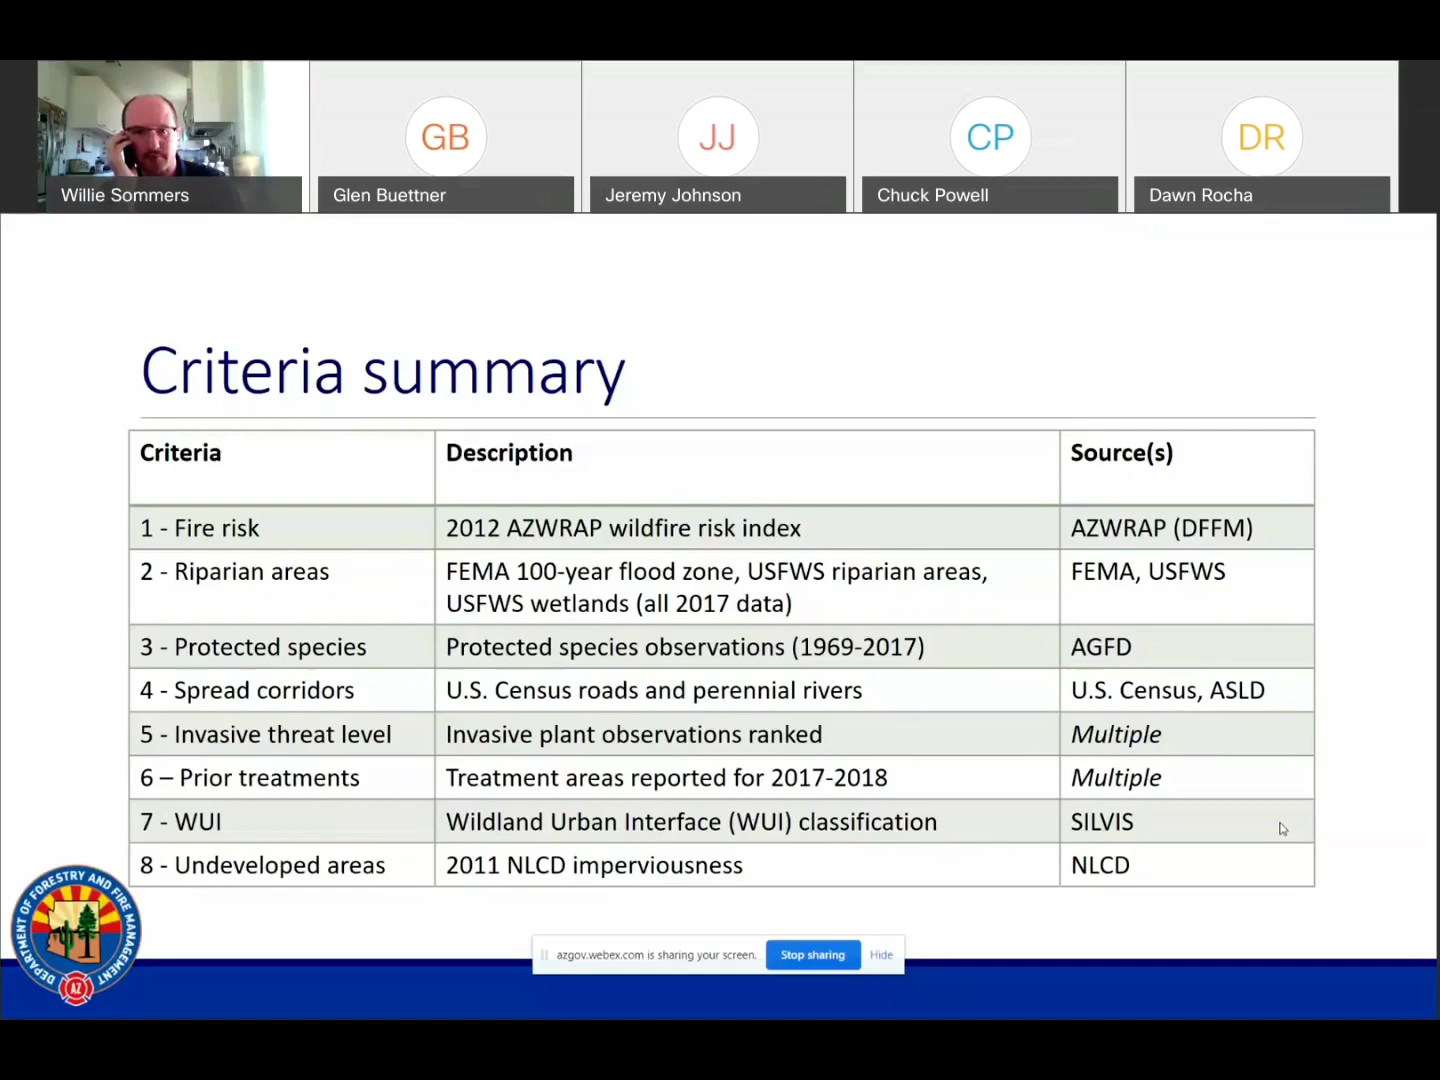 GB
JJ
CP
DR
Willie Sommers
Glen Buettner
Jeremy Johnson
Chuck Powell
Dawn Rocha
Criteria summary
Criteria Description Source(s)
1 - Fire risk 2012 AZWRAP wildfire risk index AZWRAP (DFFM)
2 - Riparian areas FEMA 100-year flood zone, USFWS riparian areas, FEMA, USFWS
USFWS wetlands (all 2017 data)
3 - Protected species Protected species observations (1969-2017) AGFD
4 - Spread corridors U.S. Census roads and perennial rivers U.S. Census, ASLD
5 - Invasive threat level Invasive plant observations ranked Multiple
6 – Prior treatments Treatment areas reported for 2017-2018 Multiple
7 - WUI Wildland Urban Interface (WUI) classification SILVIS
8 - Undeveloped areas 2011 NLCD imperviousness NLCD
DEPARTMENT OF FORESTRY AND FIRE MANAGEMENT
AZ
azgov.webex.com is sharing your screen. Stop sharing Hide